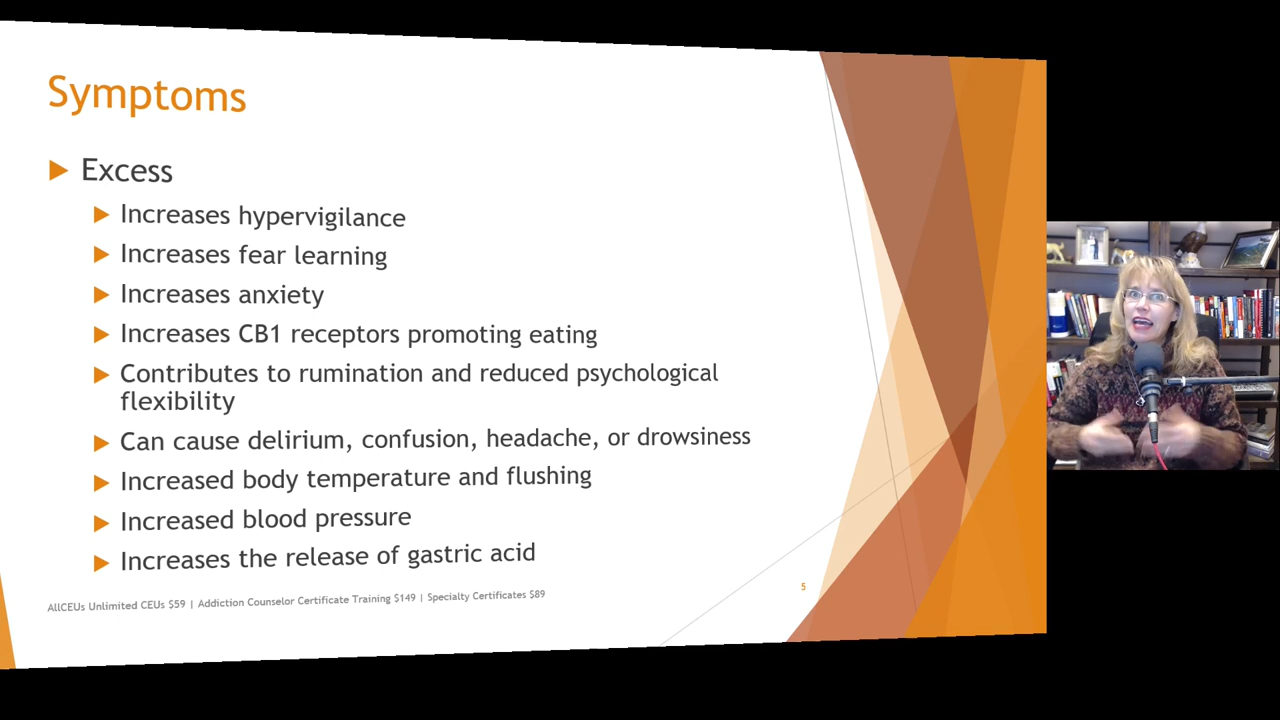 Symptoms
Excess
Increases hypervigilance
Increases fear learning
Increases anxiety
Increases CB1 receptors promoting eating
Contributes to rumination and reduced psychological
flexibility
Can cause delirium, confusion, headache, or drowsiness
Increased body temperature and flushing
Increased blood pressure
Increases the release of gastric acid
AllCEUs Unlimited CEUs $59 | Addiction Counselor Certificate Training $149 | Specialty Certificates $89
5